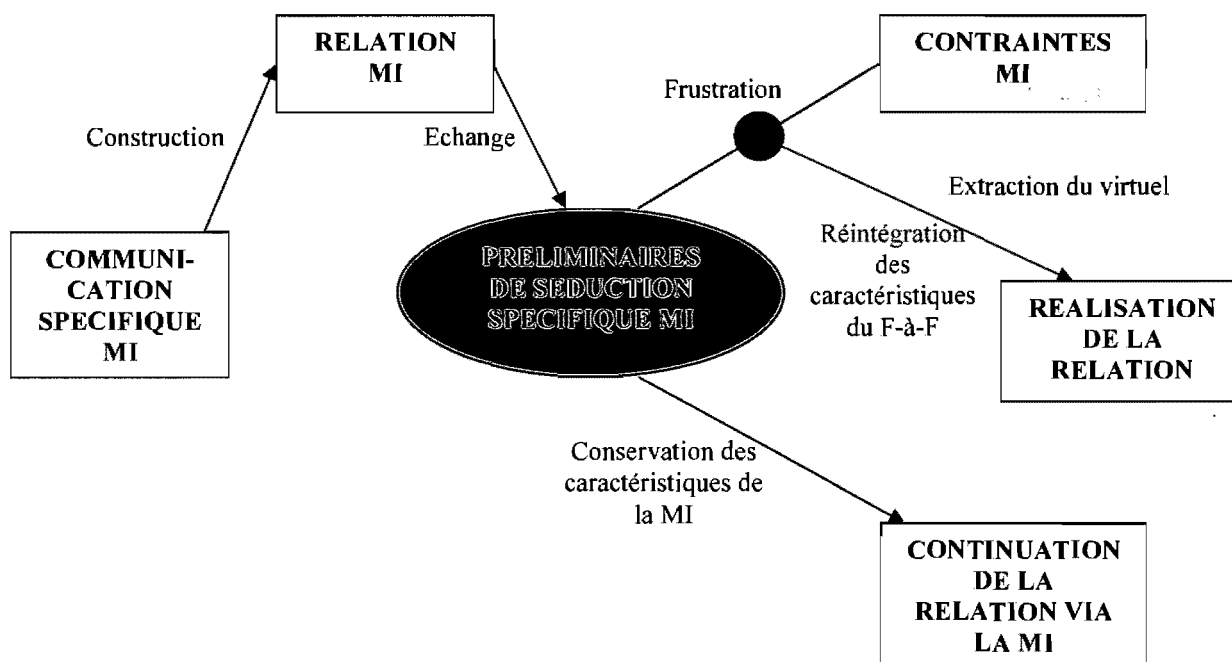 RELATION
MI
CONTRAINTES
MI
Frustration
Construction
Echange
Extraction du virtuel
COMMUNI-
CATION
SPECIFIQUE
MI
PRELIMINAIRES
DE SEDUCTION
SPECIFIQUE MI
Réintégration
des
caractéristiques
du F-à-F
REALISATION
DE LA
RELATION
Conservation des
caractéristiques de
la MI
CONTINUATION
DE LA
RELATION VIA
LA MI